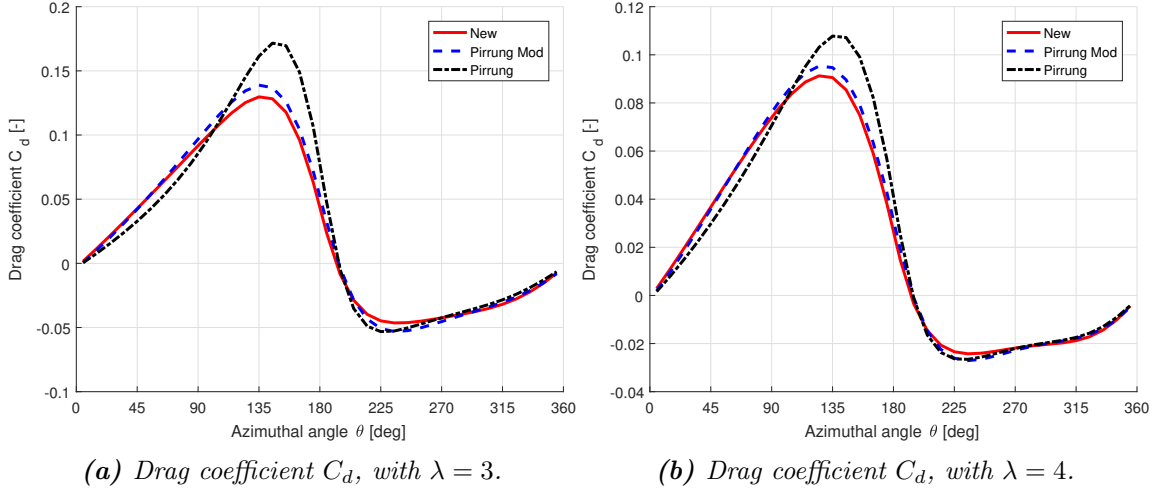 0.2
0.15
0.1
0.05
0
-0.05
-0.1
Drag coefficient C_d [-]
New
Pirrung Mod
Pirrung
0 45 90 135 180 225 270 315 360
Azimuthal angle θ [deg]
(a) Drag coefficient C_d, with λ = 3.
0.12
0.1
0.08
0.06
0.04
0.02
0
-0.02
-0.04
Drag coefficient C_d [-]
New
Pirrung Mod
Pirrung
0 45 90 135 180 225 270 315 360
Azimuthal angle θ [deg]
(b) Drag coefficient C_d, with λ = 4.